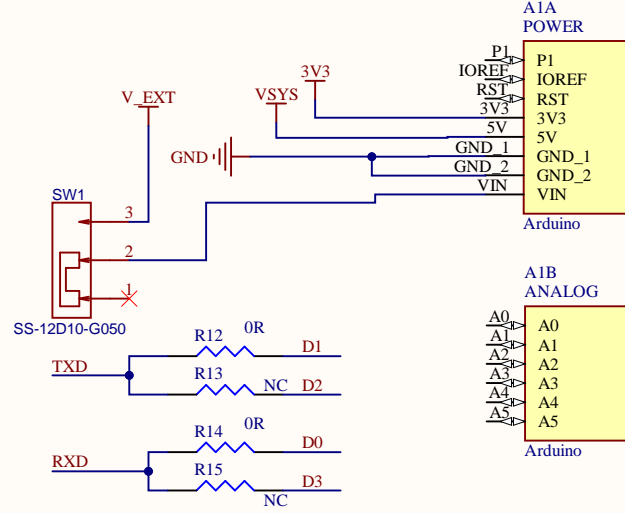 A1A
POWER
P1
P1
IOREF
IOREF
RST
RST
3V3
3V3
3V3
VSYS
5V
5V
V_EXT
GND
GND_1
GND_1
GND_2
GND_2
VIN
VIN
Arduino
SW1
3
2
1
SS-12D10-G050
A1B
ANALOG
A0
A0
A1
A1
A2
A2
A3
A3
A4
A4
A5
A5
Arduino
TXD
R12
0R
D1
R13
NC
D2
RXD
R14
0R
D0
R15
NC
D3